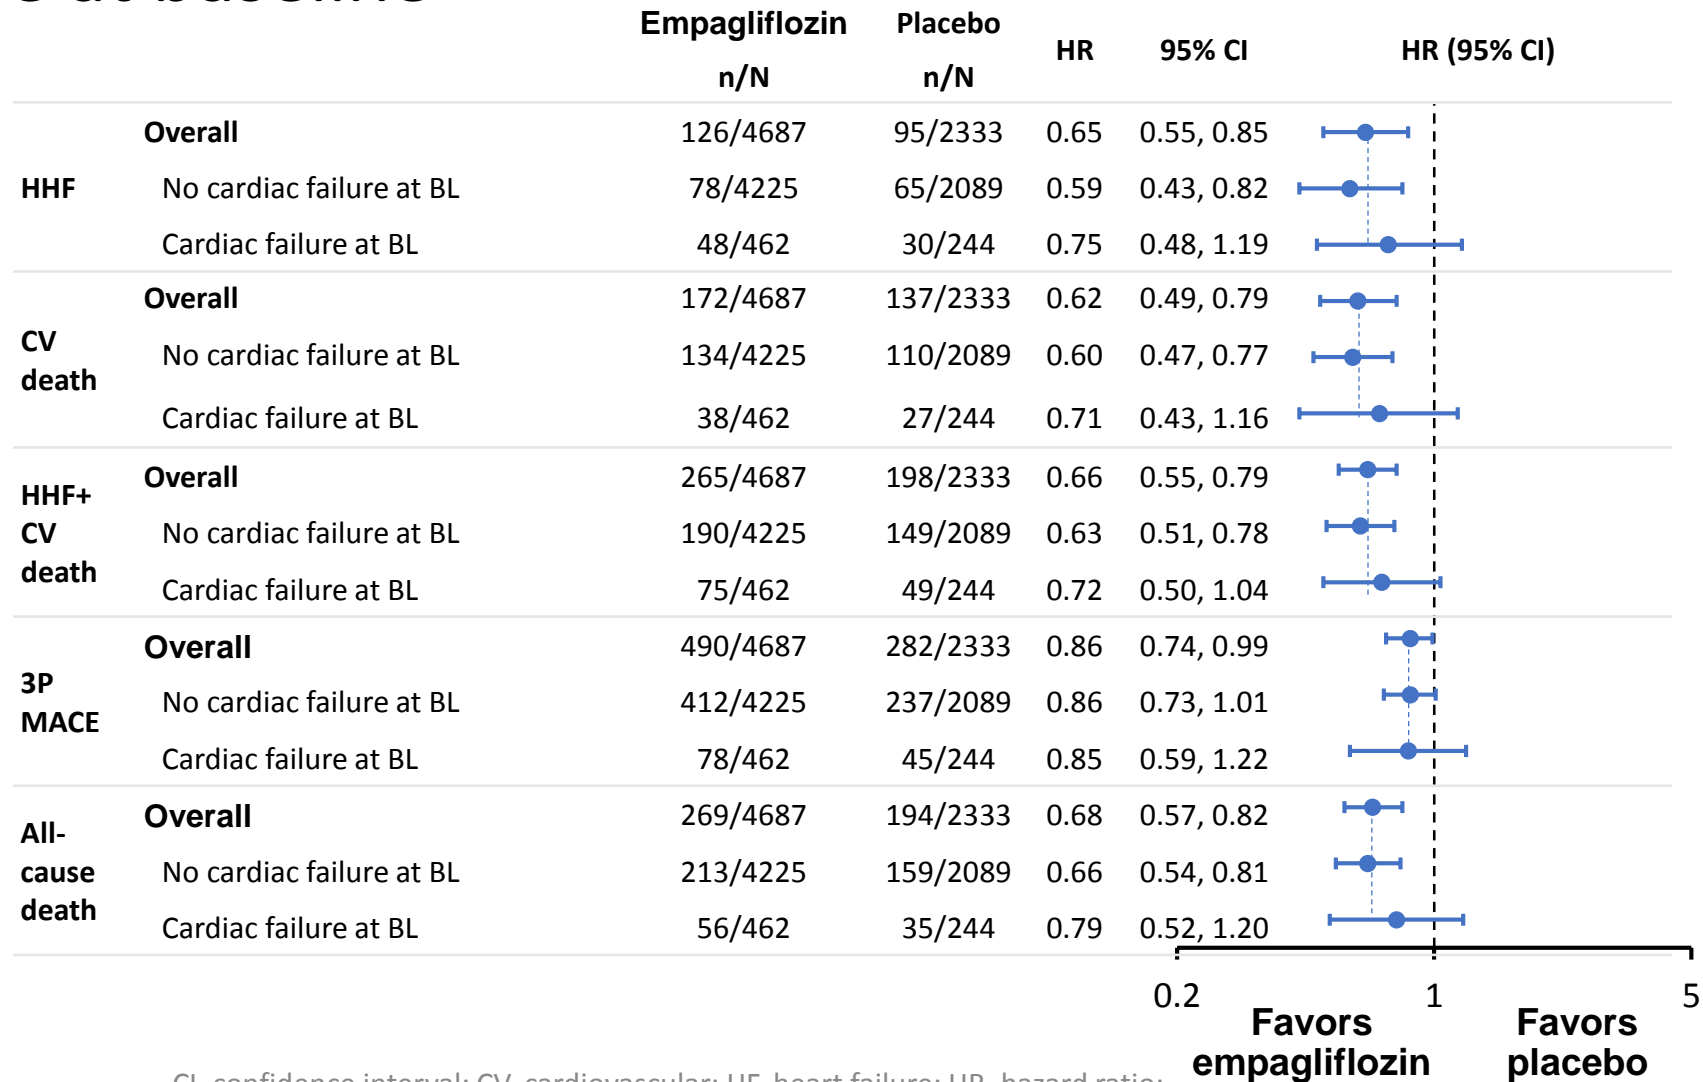 Empagliflozin Placebo HR 95% CI HR (95% CI)
n/N n/N
HHF
Overall 126/4687 95/2333 0.65 0.55, 0.85
No cardiac failure at BL 78/4225 65/2089 0.59 0.43, 0.82
Cardiac failure at BL 48/462 30/244 0.75 0.48, 1.19
CV
death
Overall 172/4687 137/2333 0.62 0.49, 0.79
No cardiac failure at BL 134/4225 110/2089 0.60 0.47, 0.77
Cardiac failure at BL 38/462 27/244 0.71 0.43, 1.16
HHF+
CV
death
Overall 265/4687 198/2333 0.66 0.55, 0.79
No cardiac failure at BL 190/4225 149/2089 0.63 0.51, 0.78
Cardiac failure at BL 75/462 49/244 0.72 0.50, 1.04
3P
MACE
Overall 490/4687 282/2333 0.86 0.74, 0.99
No cardiac failure at BL 412/4225 237/2089 0.86 0.73, 1.01
Cardiac failure at BL 78/462 45/244 0.85 0.59, 1.22
All-
cause
death
Overall 269/4687 194/2333 0.68 0.57, 0.82
No cardiac failure at BL 213/4225 159/2089 0.66 0.54, 0.81
Cardiac failure at BL 56/462 35/244 0.79 0.52, 1.20
0.2 1 5
Favors
empagliflozin
Favors
placebo
CI, confidence interval; CV, cardiovascular; HF, heart failure; HR, hazard ratio;